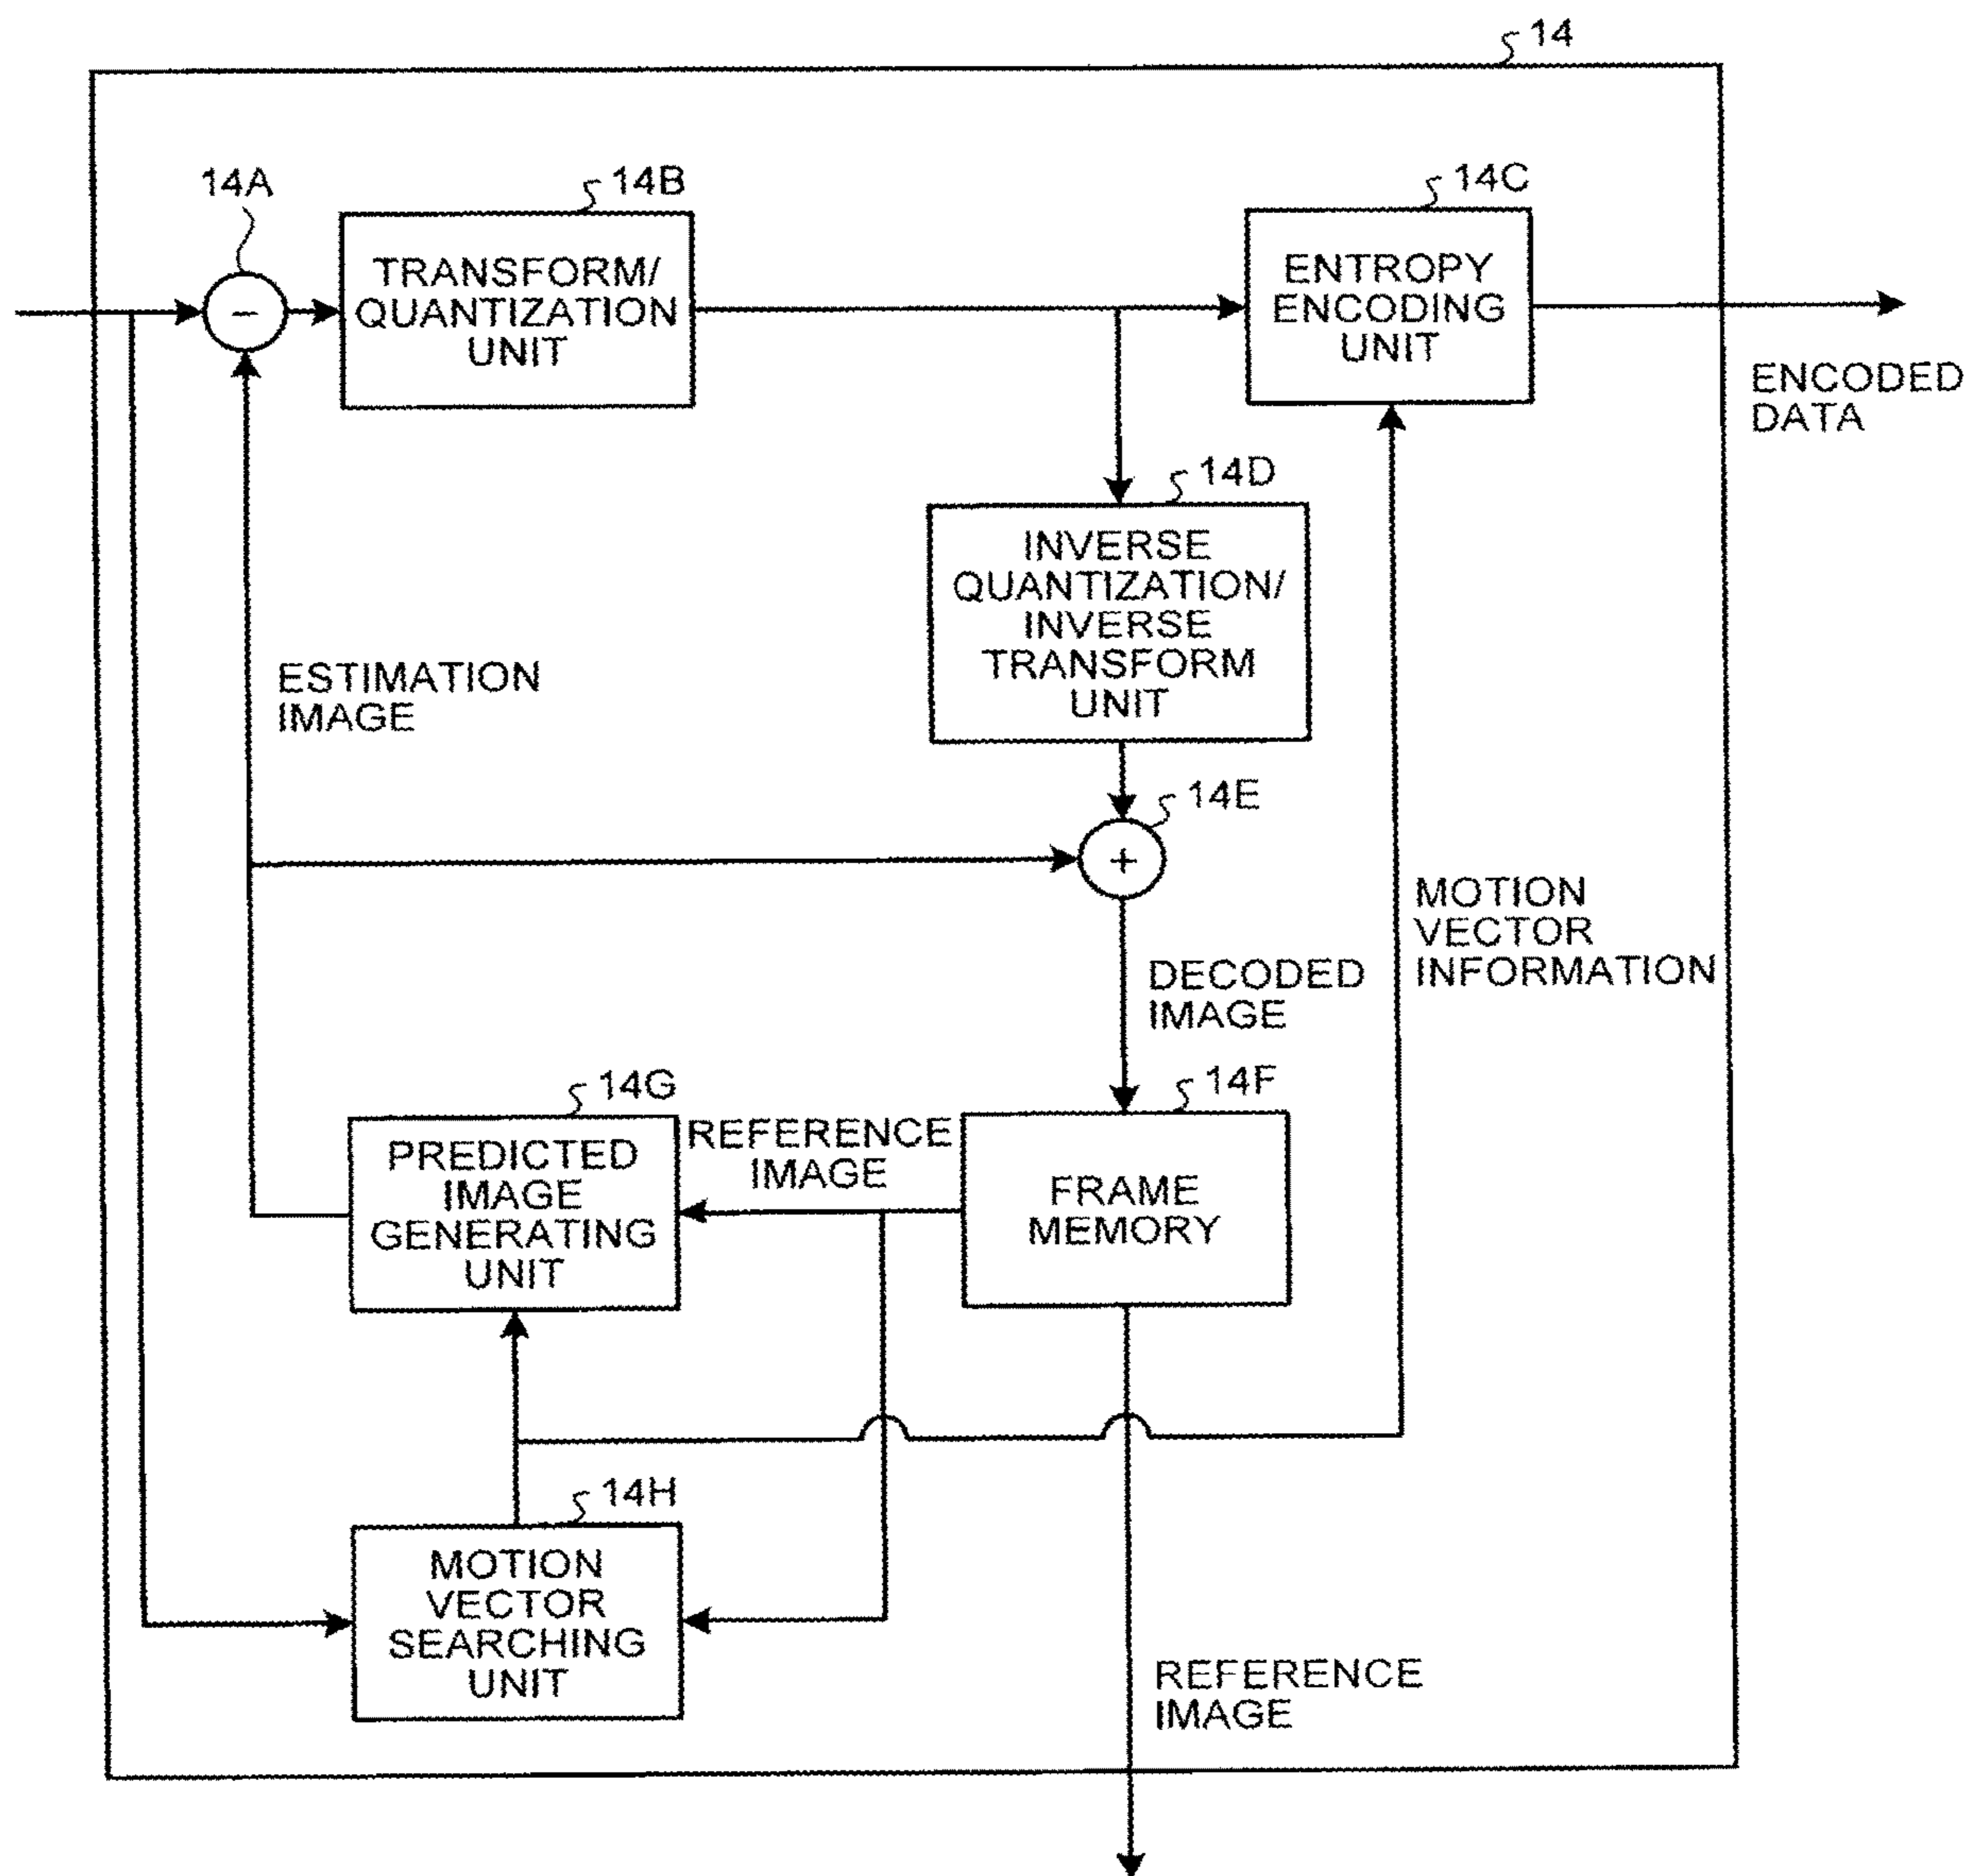 14
14A
14B
14C
TRANSFORM/
QUANTIZATION
UNIT
ENTROPY
ENCODING
UNIT
−
ENCODED
DATA
14D
INVERSE
QUANTIZATION/
INVERSE
TRANSFORM
UNIT
ESTIMATION
IMAGE
14E
+
MOTION
VECTOR
INFORMATION
DECODED
IMAGE
14G
14F
PREDICTED
IMAGE
GENERATING
UNIT
REFERENCE
IMAGE
FRAME
MEMORY
14H
MOTION
VECTOR
SEARCHING
UNIT
REFERENCE
IMAGE